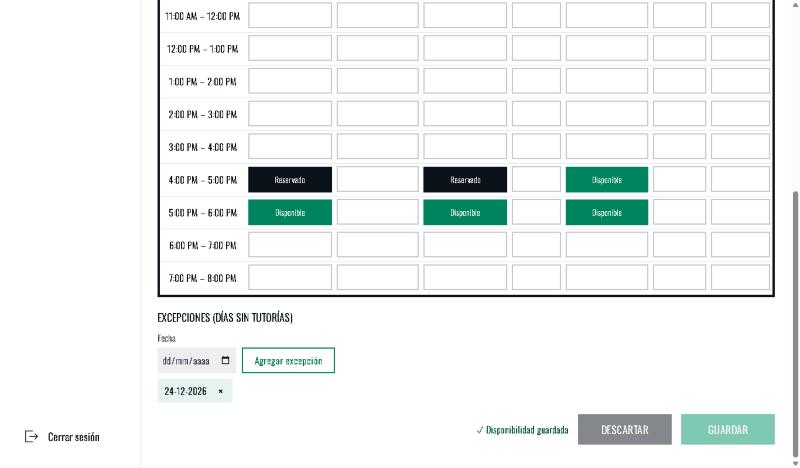 11:00 AM – 12:00 PM
12:00 PM – 1:00 PM
1:00 PM – 2:00 PM
2:00 PM – 3:00 PM
3:00 PM – 4:00 PM
4:00 PM – 5:00 PM Reservado Reservado Disponible
5:00 PM – 6:00 PM Disponible Disponible Disponible
6:00 PM – 7:00 PM
7:00 PM – 8:00 PM
EXCEPCIONES (DÍAS SIN TUTORÍAS)
Fecha
dd/mm/aaaa Agregar excepción
24-12-2026 ×
Cerrar sesión ✓ Disponibilidad guardada DESCARTAR GUARDAR